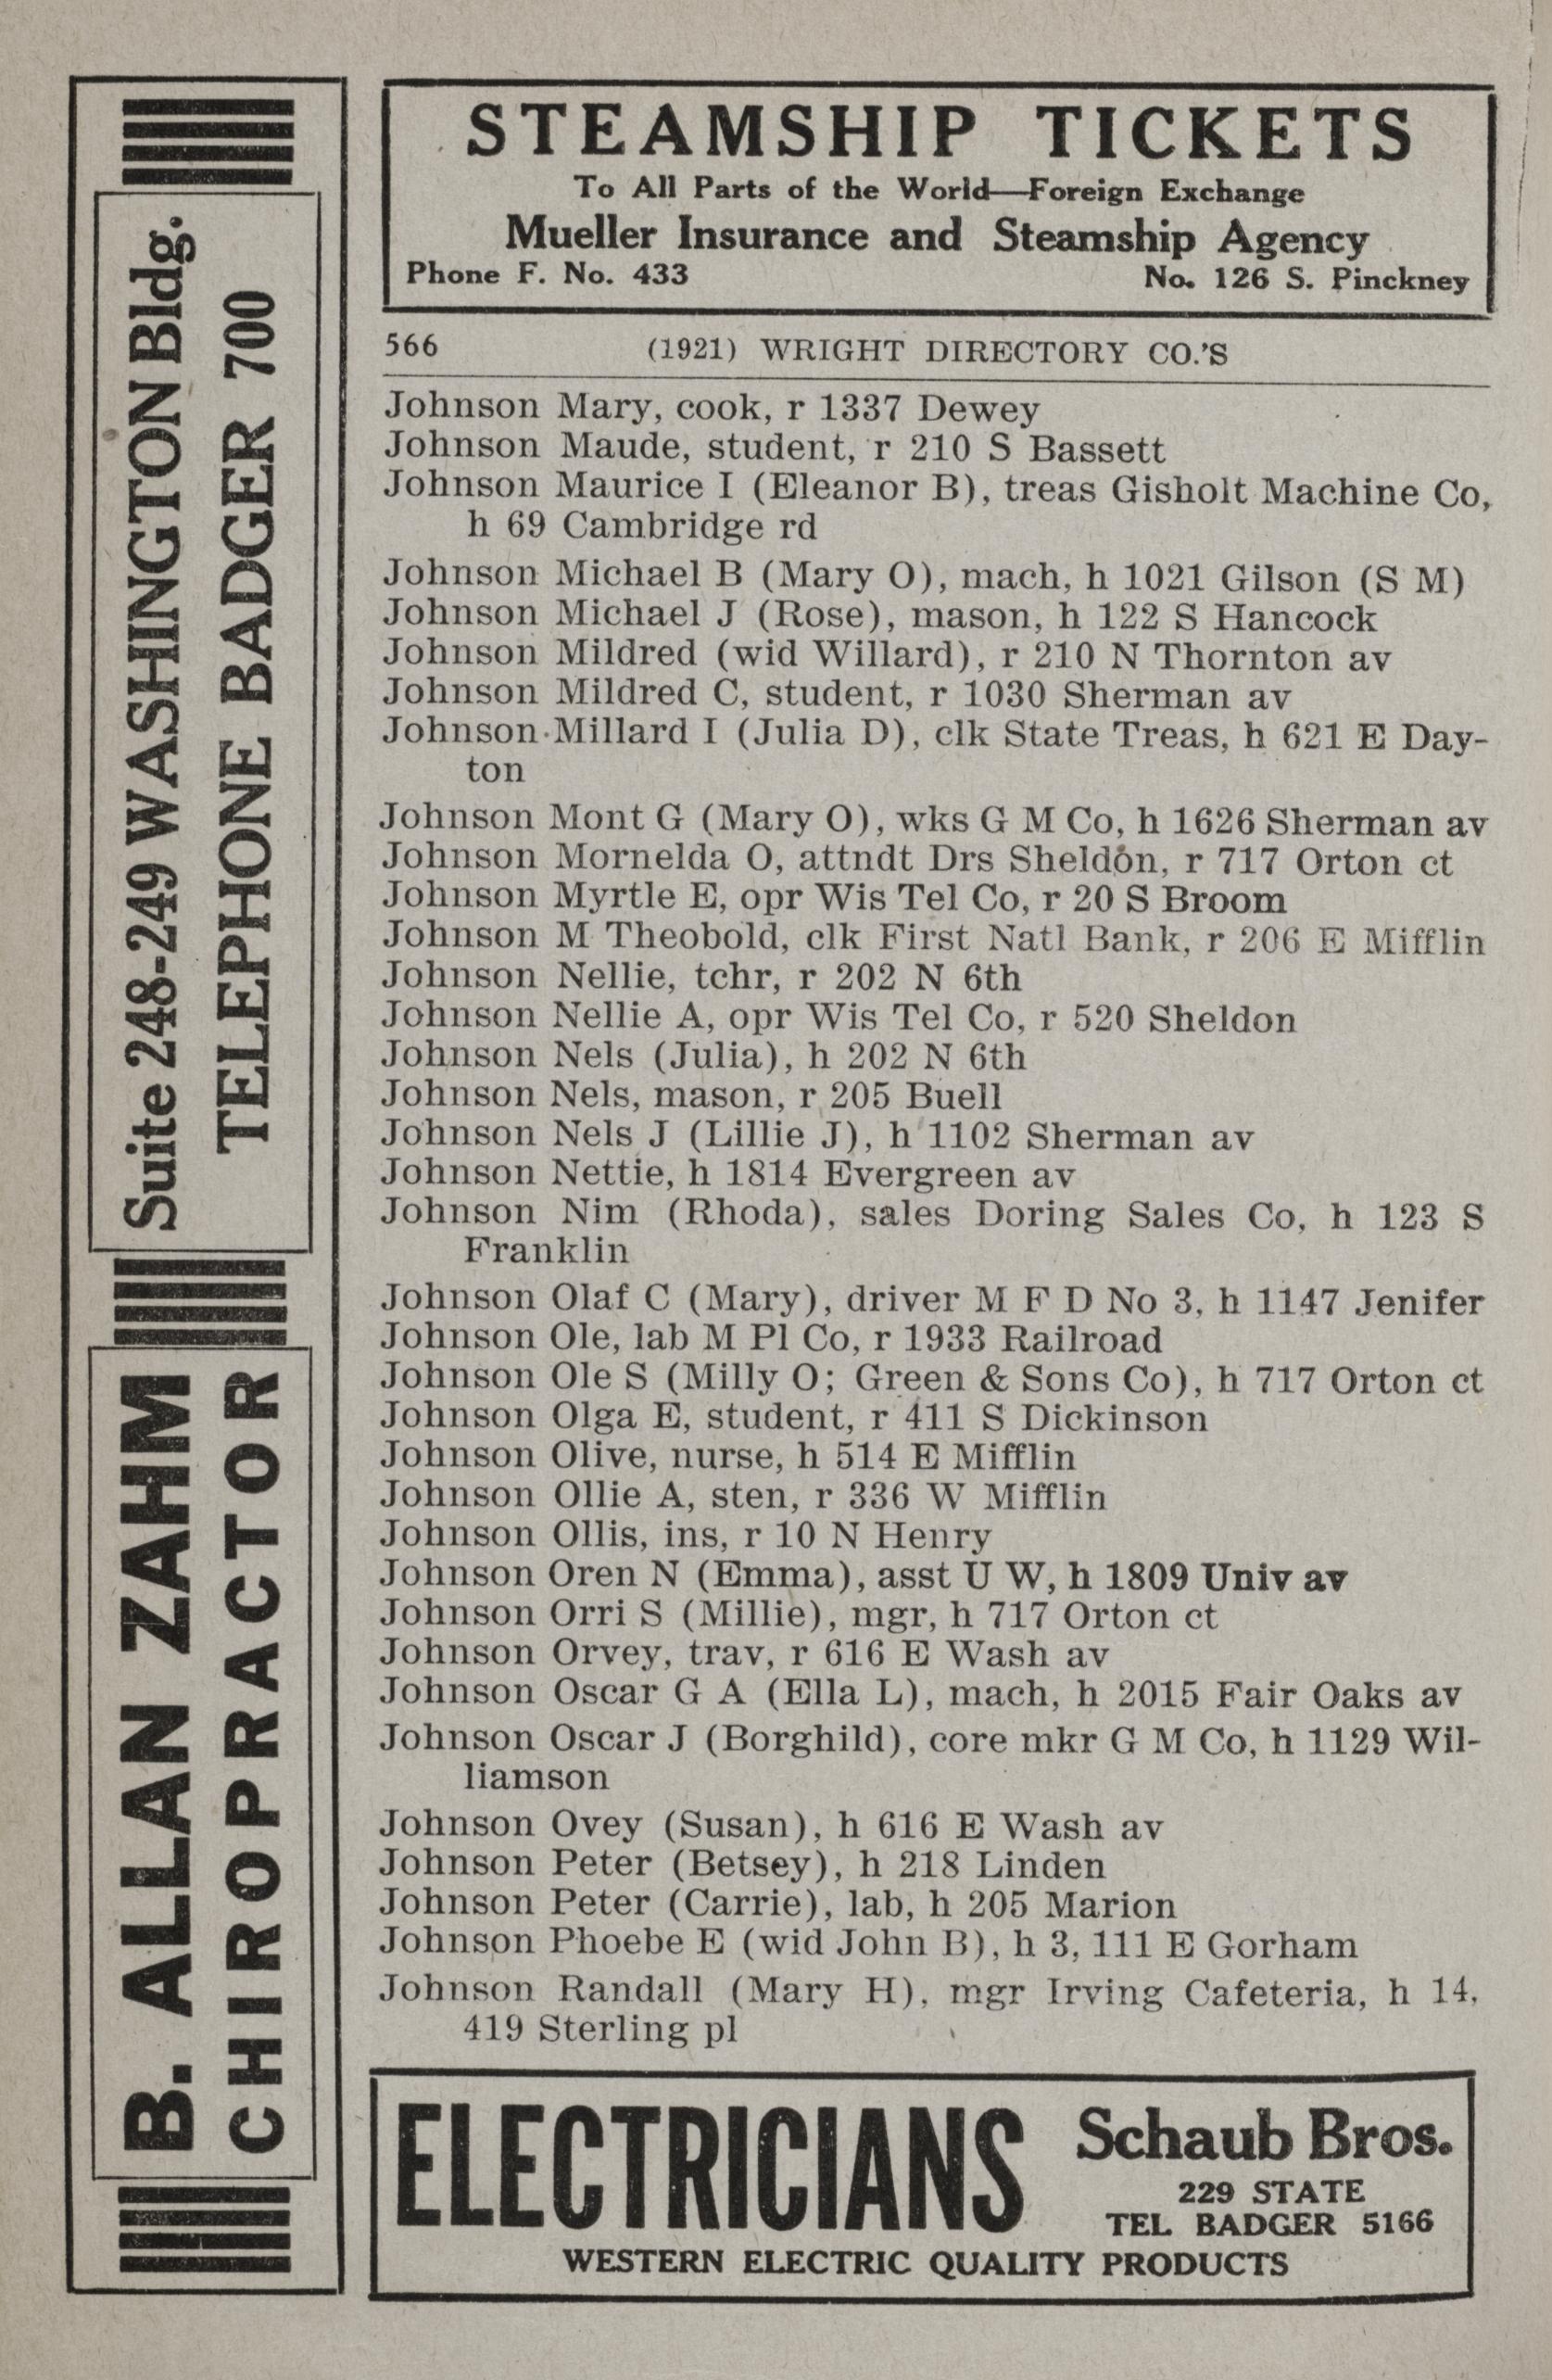 STEAMSHIP TICKETS
To All Parts of the World—Foreign Exchange
Mueller Insurance and Steamship Agency
Phone F. No. 433 No. 126 S. Pinckney
566 (1921) WRIGHT DIRECTORY CO.'S
Johnson Mary, cook, r 1337 Dewey
Johnson Maude, student, r 210 S Bassett
Johnson Maurice I (Eleanor B), treas Gisholt Machine Co,
h 69 Cambridge rd
Johnson Michael B (Mary O), mach, h 1021 Gilson (S M)
Johnson Michael J (Rose), mason, h 122 S Hancock
Johnson Mildred (wid Willard), r 210 N Thornton av
Johnson Mildred C, student, r 1030 Sherman av
Johnson Millard I (Julia D), clk State Treas, h 621 E Day-
ton
Johnson Mont G (Mary O), wks G M Co, h 1626 Sherman av
Johnson Mornelda O, attndt Drs Sheldon, r 717 Orton ct
Johnson Myrtle E, opr Wis Tel Co, r 20 S Broom
Johnson M Theobold, clk First Natl Bank, r 206 E Mifflin
Johnson Nellie, tchr, r 202 N 6th
Johnson Nellie A, opr Wis Tel Co, r 520 Sheldon
Johnson Nels (Julia), h 202 N 6th
Johnson Nels, mason, r 205 Buell
Johnson Nels J (Lillie J), h 1102 Sherman av
Johnson Nettie, h 1814 Evergreen av
Johnson Nim (Rhoda), sales Doring Sales Co, h 123 S
Franklin
Johnson Olaf C (Mary), driver M F D No 3, h 1147 Jenifer
Johnson Ole, lab M Pl Co, r 1933 Railroad
Johnson Ole S (Milly O; Green & Sons Co), h 717 Orton ct
Johnson Olga E, student, r 411 S Dickinson
Johnson Olive, nurse, h 514 E Mifflin
Johnson Ollie A, sten, r 336 W Mifflin
Johnson Ollis, ins, r 10 N Henry
Johnson Oren N (Emma), asst U W, h 1809 Univ av
Johnson Orri S (Millie), mgr, h 717 Orton ct
Johnson Orvey, trav, r 616 E Wash av
Johnson Oscar G A (Ella L), mach, h 2015 Fair Oaks av
Johnson Oscar J (Borghild), core mkr G M Co, h 1129 Wil-
liamson
Johnson Ovey (Susan), h 616 E Wash av
Johnson Peter (Betsey), h 218 Linden
Johnson Peter (Carrie), lab, h 205 Marion
Johnson Phoebe E (wid John B), h 3, 111 E Gorham
Johnson Randall (Mary H), mgr Irving Cafeteria, h 14,
419 Sterling pl
ELECTRICIANS
Schaub Bros.
229 STATE
TEL BADGER 5166
WESTERN ELECTRIC QUALITY PRODUCTS
B. ALLAN ZAHM
CHIROPRACTOR
Suite 248-249 WASHINGTON Bldg.
TELEPHONE BADGER 700